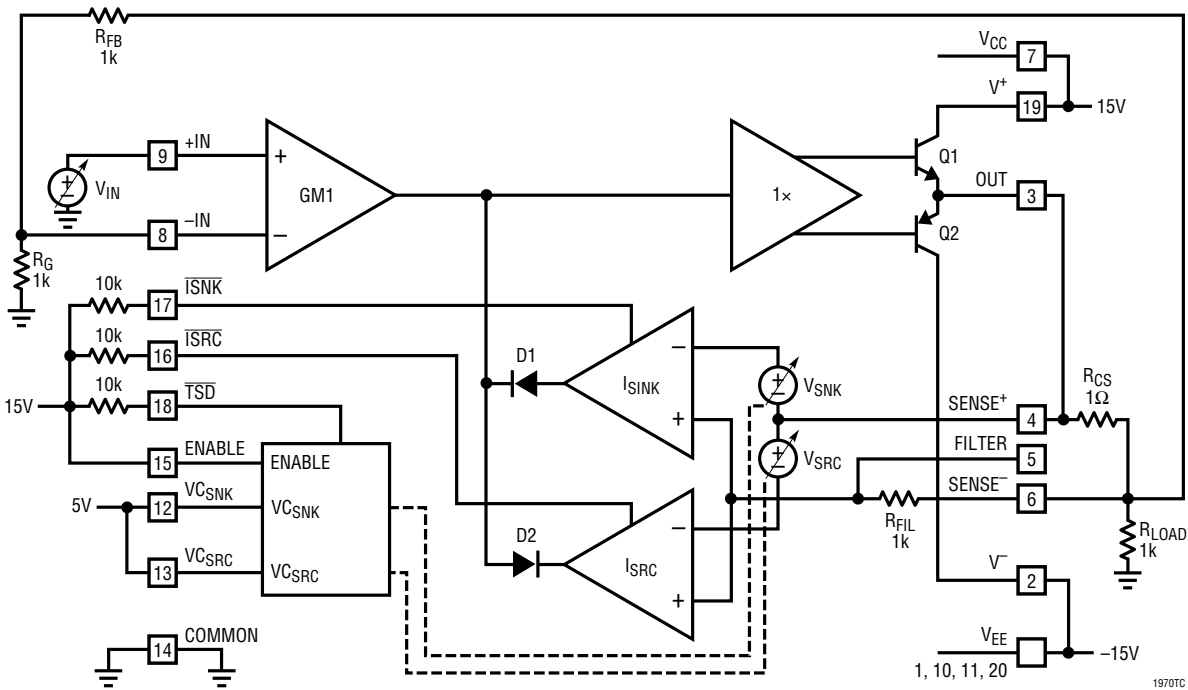 R_FB
1k
V_CC
7
V⁺
19
15V
9
+IN
+
V_IN
GM1
1×
Q1
OUT
3
8
–IN
–
Q2
R_G
1k
10k
17
I̅S̅N̅K̅
10k
16
I̅S̅R̅C̅
10k
18
T̅S̅D̅
15V
15
ENABLE
ENABLE
5V
12
VC_SNK
VC_SNK
13
VC_SRC
VC_SRC
14
COMMON
D1
I_SINK
–
+
V_SNK
V_SRC
D2
I_SRC
–
+
R_CS
1Ω
SENSE⁺
4
FILTER
5
SENSE⁻
6
R_FIL
1k
R_LOAD
1k
V⁻
2
V_EE
1, 10, 11, 20
–15V
1970TC